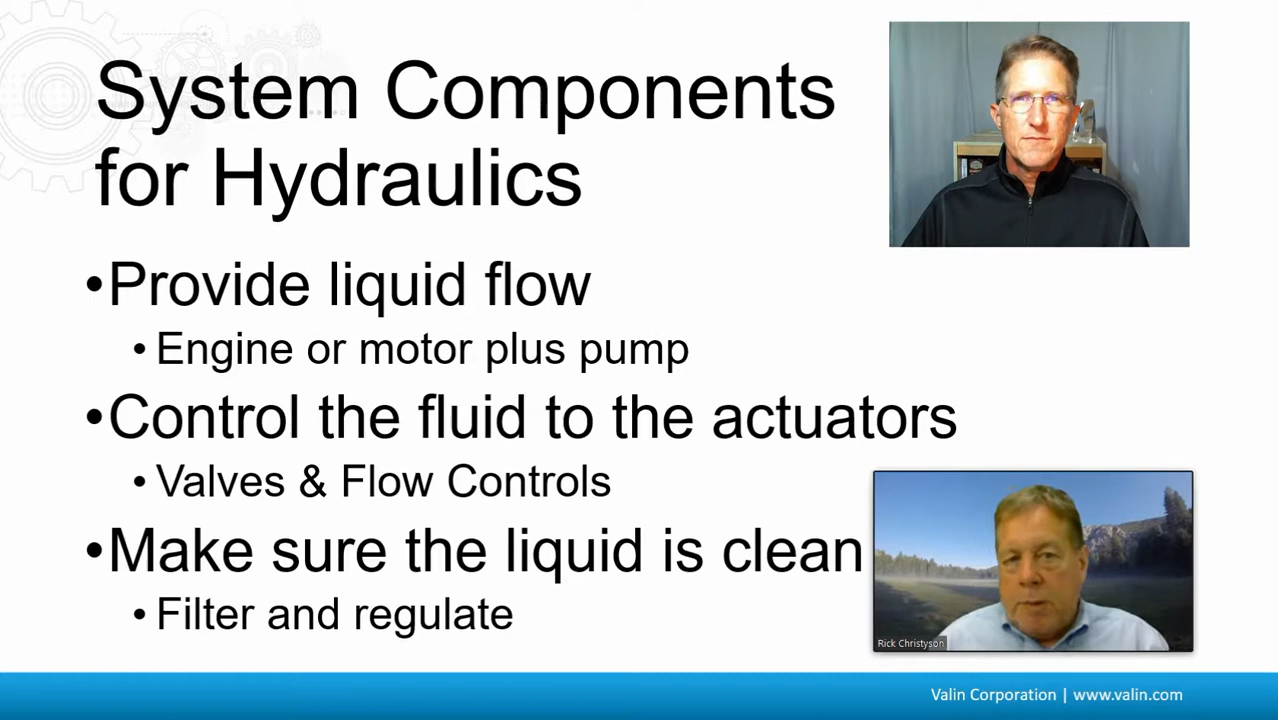 System Components
for Hydraulics
•Provide liquid flow
•Engine or motor plus pump
•Control the fluid to the actuators
•Valves & Flow Controls
•Make sure the liquid is clean
•Filter and regulate
Rick Christyson
Valin Corporation | www.valin.com